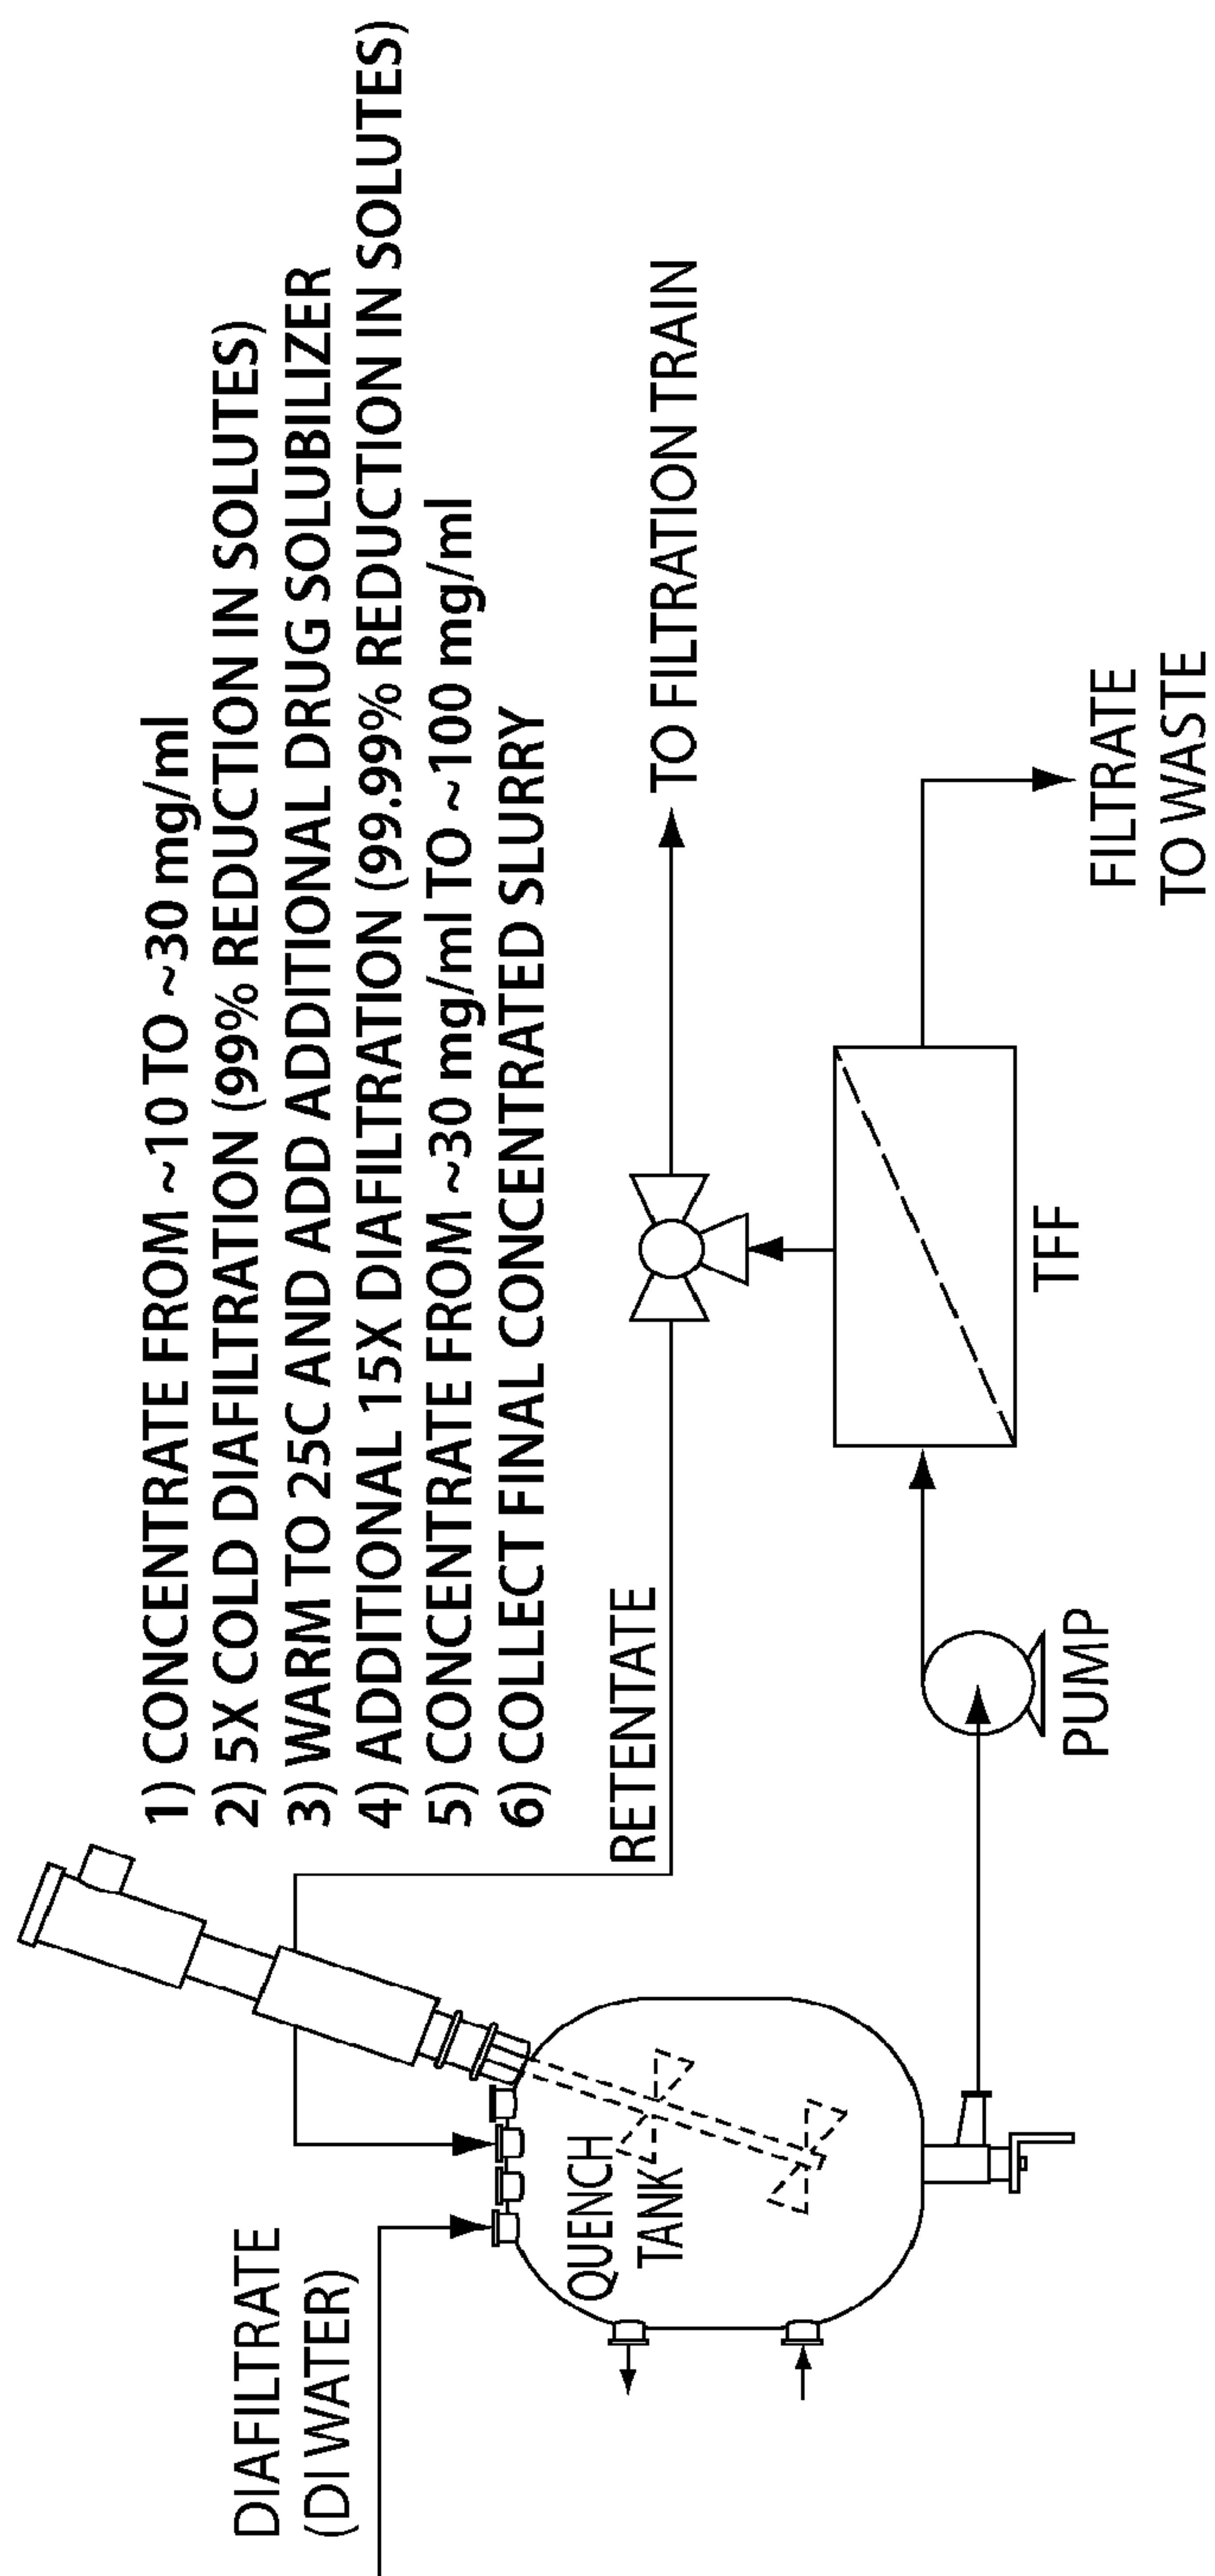 1) CONCENTRATE FROM ~10 TO ~30 mg/ml
2) 5X COLD DIAFILTRATION (99% REDUCTION IN SOLUTES)
3) WARM TO 25C AND ADD ADDITIONAL DRUG SOLUBILIZER
4) ADDITIONAL 15X DIAFILTRATION (99.99% REDUCTION IN SOLUTES)
5) CONCENTRATE FROM ~30 mg/ml TO ~100 mg/ml
6) COLLECT FINAL CONCENTRATED SLURRY
DIAFILTRATE
(DI WATER)
RETENTATE
TO FILTRATION TRAIN
QUENCH
TANK
PUMP
TFF
FILTRATE
TO WASTE